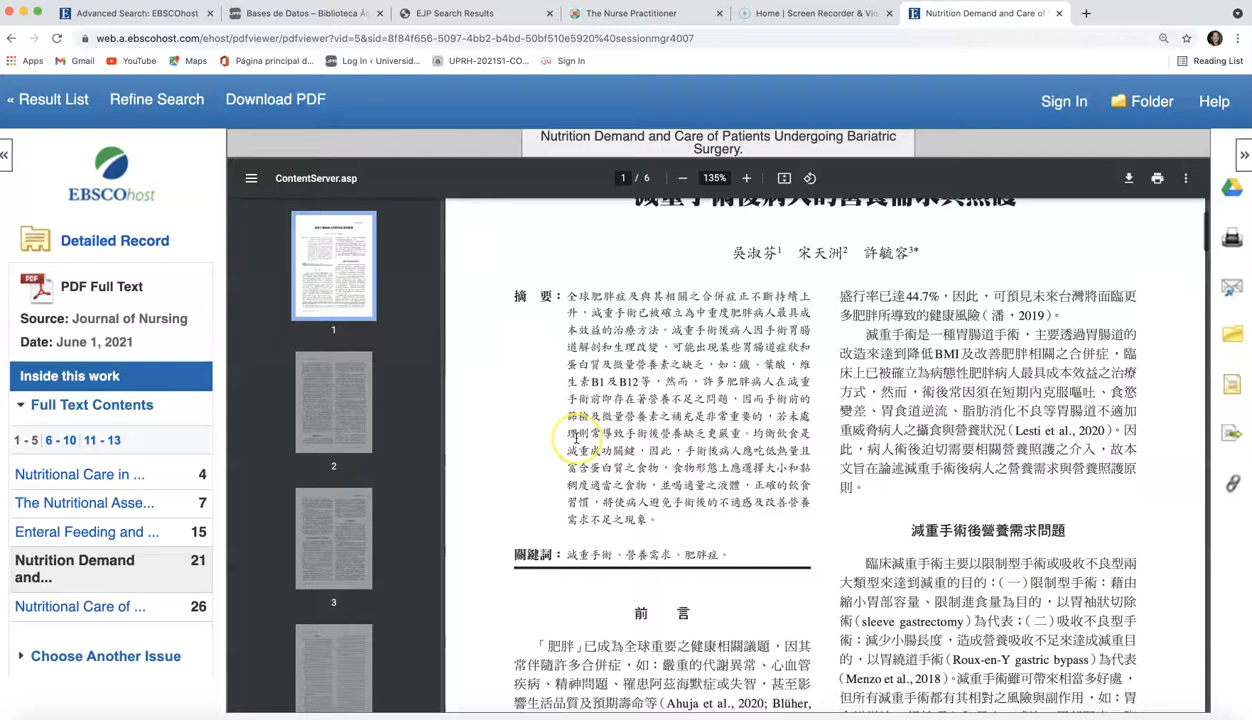 Advanced Search: EBSCOhost
Bases de Datos – Biblioteca Ág
EJP Search Results
The Nurse Practitioner
Home | Screen Recorder & Vid
Nutrition Demand and Care of
web.a.ebscohost.com/ehost/pdfviewer/pdfviewer?vid=5&sid=8f84f656-5097-4bb2-b4bd-50bf510e5920%40sessionmgr4007
Apps
Gmail
YouTube
Maps
Página principal d...
Log In ‹ Universid...
UPRH-2021S1-CO...
Sign In
Reading List
« Result List
Refine Search
Download PDF
Sign In
Folder
Help
Nutrition Demand and Care of Patients Undergoing Bariatric
Surgery.
EBSCOhost
Detailed Record
PDF Full Text
Source: Journal of Nursing
Date: June 1, 2021
Inside this work
Full Text Contents
1 - 5 | 6 - 10 | 11 - 13
Nutritional Care in ... 4
The Nutritional Asse... 7
Enteral Feeding and ... 15
Nutrition Demand 21
and...
Nutritional Care of ... 26
Choose Another Issue
ContentServer.asp
1 / 6
135%
1
2
3
減重手術後病人的營養需求與照護
吳淑芬1 宋天洲2 許毓容3*
摘 要：全球肥胖症及與其相關之合併症正不斷持續上
升，減重手術已被確立為中重度肥胖病人最具成
本效益的治療方法。減重手術後病人因手術胃腸
道解剖和生理改變，可能出現某些胃腸道症狀和
蛋白質及微量營養素之缺乏，如：鐵、葉酸，維
生素B1及B12等，然而，許多肥胖病人在減重
手術前即存在著營養不足之問題，因而手術前的
篩檢及微量營養素之補充是非常重要的，若未處
理則常導致手術後營養缺乏更嚴重。均衡飲食是
減重成功關鍵，因此，手術後病人應吃低熱量且
富含蛋白質之食物，食物形態上應選擇大小和黏
稠度適當之食物，並喝適量之液體，正確的飲食
習慣，將使病人避免手術後的不適感及改善營養
需求不足之現象。
關鍵詞：減重手術、營養需求、肥胖症。
前 言
「肥胖」已成為全球重要之健康相關議題，因其
常伴隨許多合併症，如：嚴重的代謝異常、心血管
疾病、精神問題、罹患阿茲海默症或失智，甚至影
響生活品質及預期壽命等 (Ahuja et al., 2020; Blüher,
盛行率已達44.7%，因此，可預見未來台灣將面臨更
多肥胖所導致的健康風險（潘，2019）。
減重手術是一種胃腸道手術，主要透過胃腸道的
改造來達到降低BMI及改善肥胖相關之合併症，臨
床上已被確立為病態性肥胖病人最具成本效益之治療
方式，然而，術後常因須在短期內克服嘔吐、食慾
變差、胃食道逆流、脂肪消化不良等胃腸道不適加
重威脅病人之攝食與營養狀況 (Lesti et al., 2020)。因
此，病人術後迫切需要營養照護之介入，故本
文旨在論述減重手術後病人之營養需求與營養照護原
則。
減重手術後營養需求問題
臨床減重手術主要以限制型手術或吸收不良型兩
大類型來達到減重的目的：（一）限制型手術：藉由
縮小胃部容量、限制進食量為目的，以胃袖狀切除
術(sleeve gastrectomy)為代表；（二）吸收不良型手
術：減少小腸長度，造成營養吸收不足來達成減重目
的，以胃繞道手術 (Roux-en-Y gastric bypass) 為代表
(Menzo et al., 2018)。減重手術雖可帶來相當多好處，
但所有減重手術都有其相對之風險與副作用，如：胃